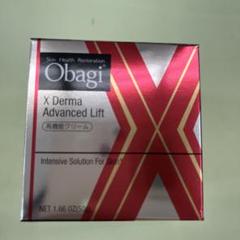 Skin Health Restoration
Obagi
X Derma
Advanced Lift
高機能クリーム
Intensive Solution For Skin*
NET 1.66 OZ(50g)